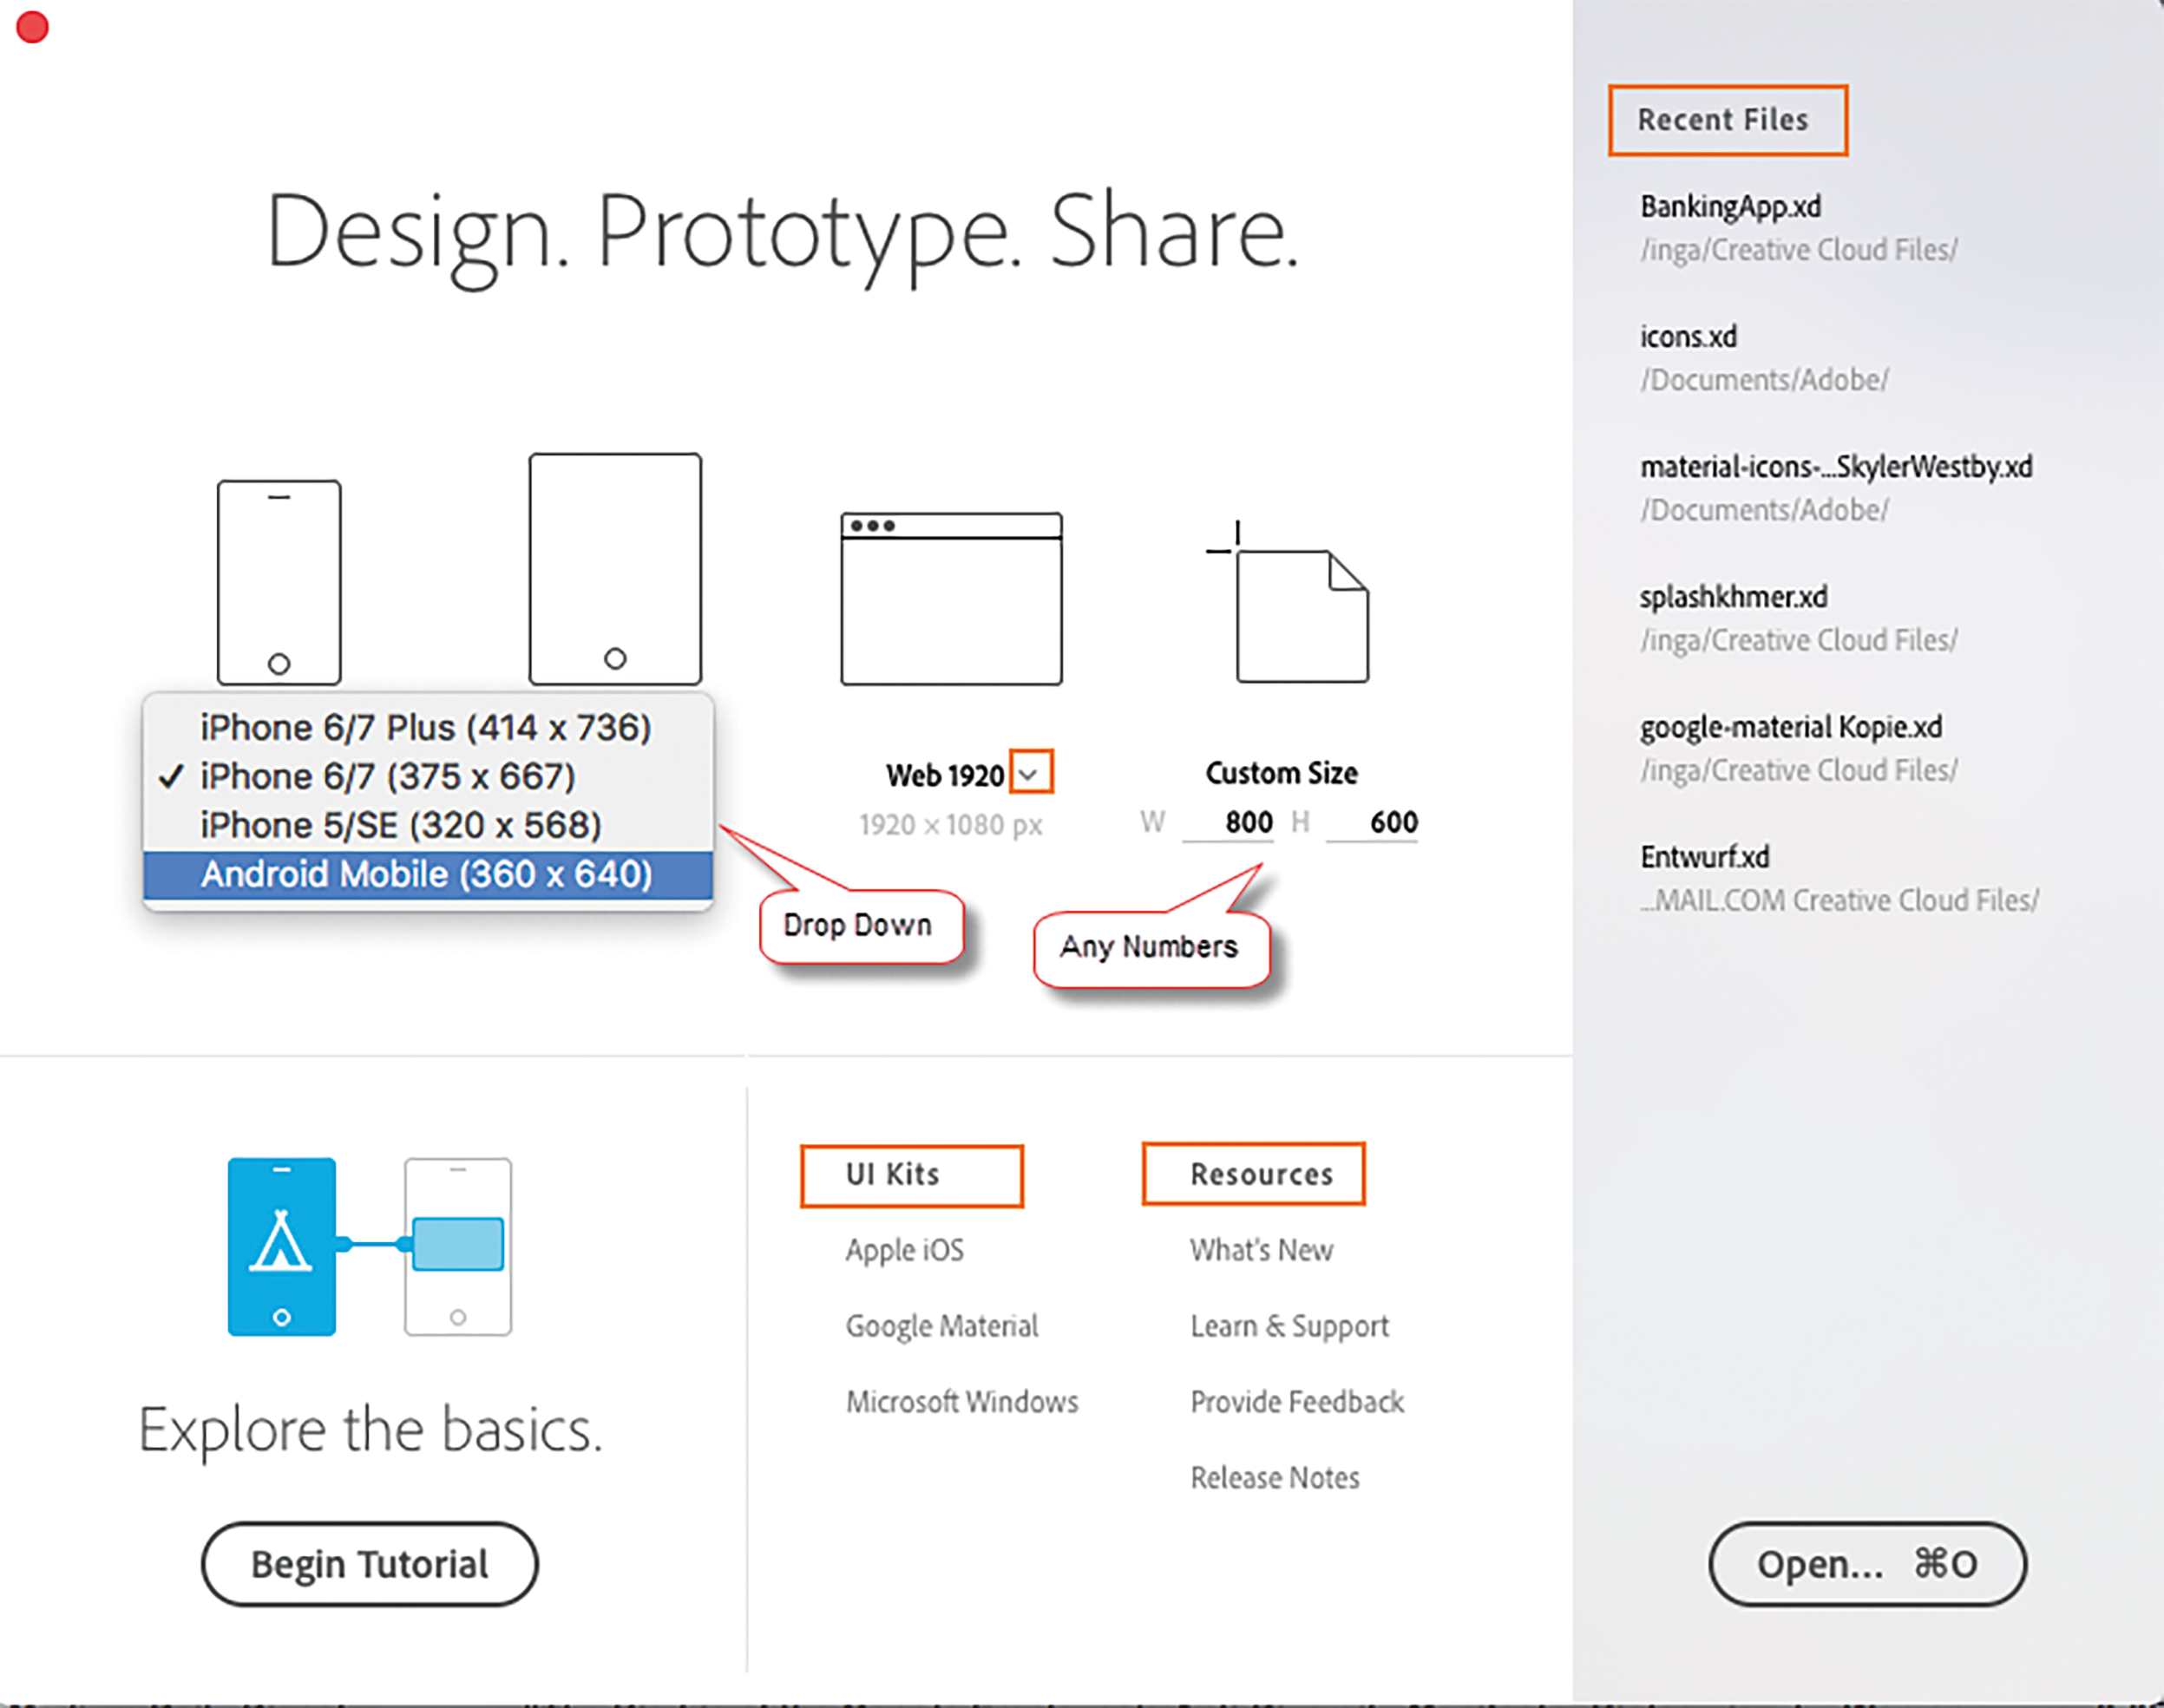 Design. Prototype. Share.
iPhone 6/7 Plus (414 x 736)
✓ iPhone 6/7 (375 x 667)
iPhone 5/SE (320 x 568)
Android Mobile (360 x 640)
Drop Down
Web 1920
1920 x 1080 px
Custom Size
W 800 H 600
Any Numbers
Explore the basics.
Begin Tutorial
UI Kits
Apple iOS
Google Material
Microsoft Windows
Resources
What's New
Learn & Support
Provide Feedback
Release Notes
Recent Files
BankingApp.xd
/inga/Creative Cloud Files/
icons.xd
/Documents/Adobe/
material-icons-...SkylerWestby.xd
/Documents/Adobe/
splashkhmer.xd
/inga/Creative Cloud Files/
google-material Kopie.xd
/inga/Creative Cloud Files/
Entwurf.xd
...MAIL.COM Creative Cloud Files/
Open... ⌘O